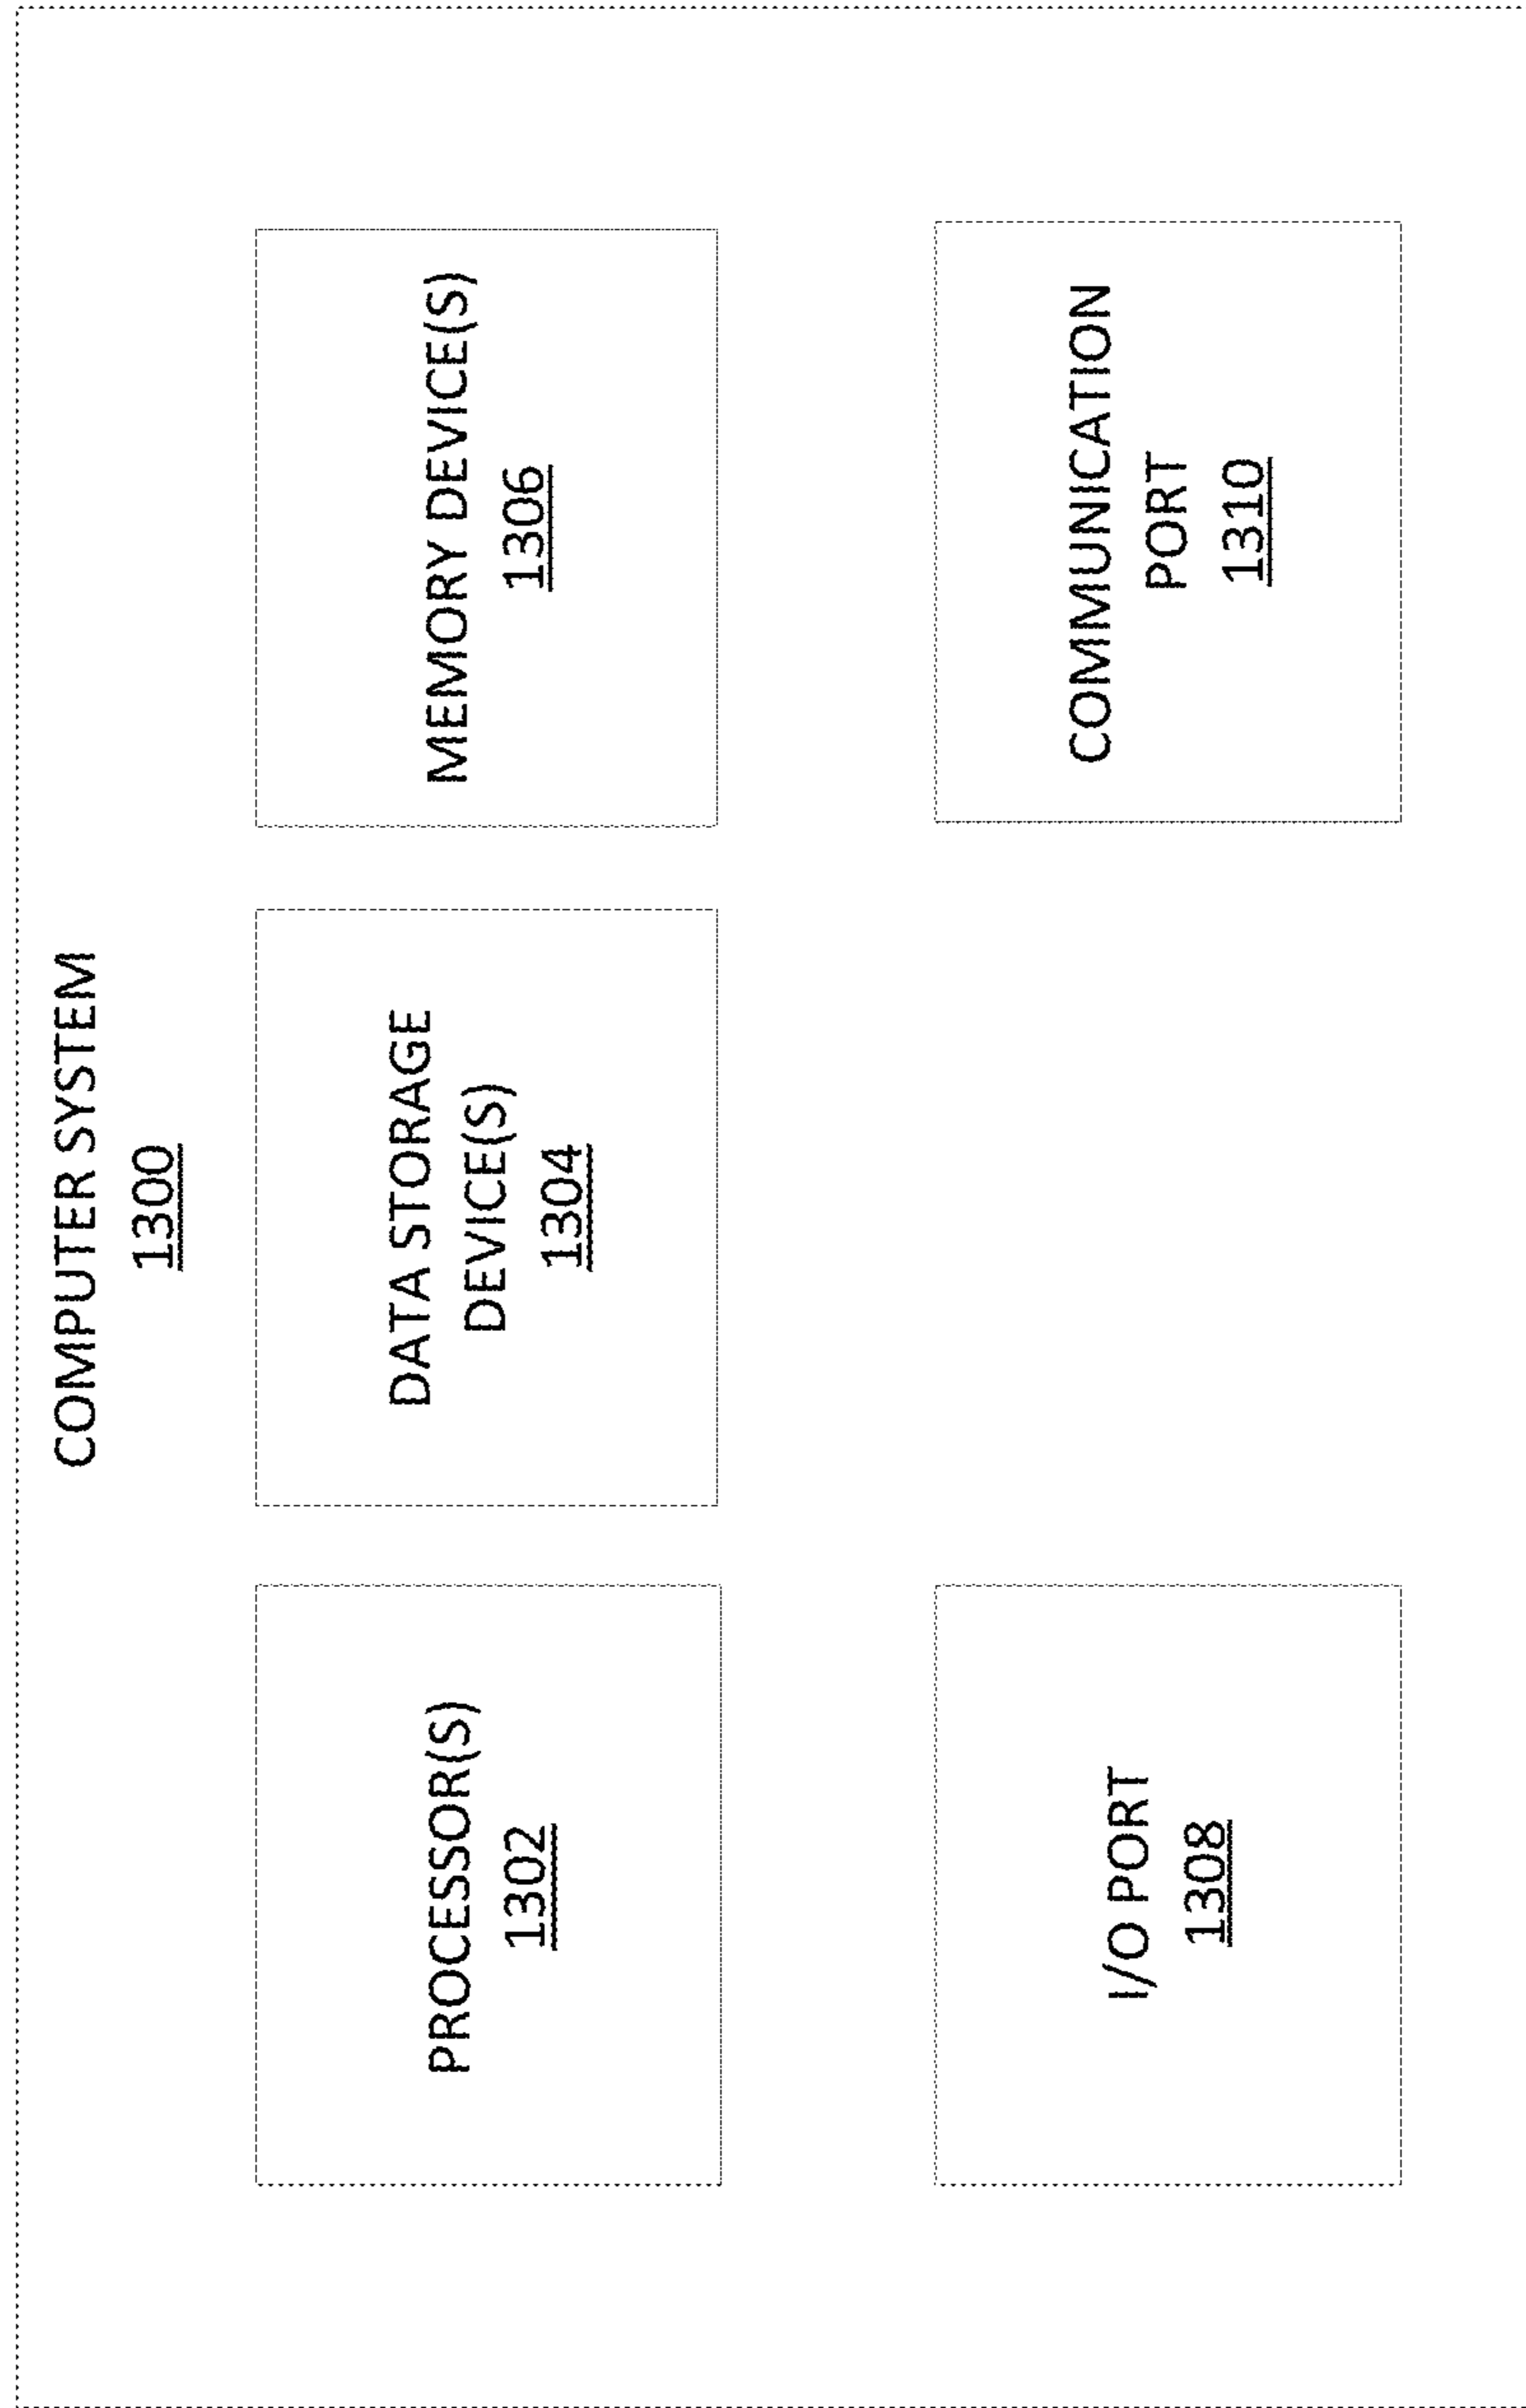 COMPUTER SYSTEM
1300
PROCESSOR(S)
1302
DATA STORAGE
DEVICE(S)
1304
MEMORY DEVICE(S)
1306
I/O PORT
1308
COMMUNICATION
PORT
1310